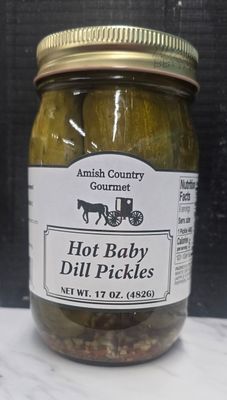 Amish Country
Gourmet
Hot Baby
Dill Pickles
NET WT. 17 OZ. (482G)
Nutrition
Facts